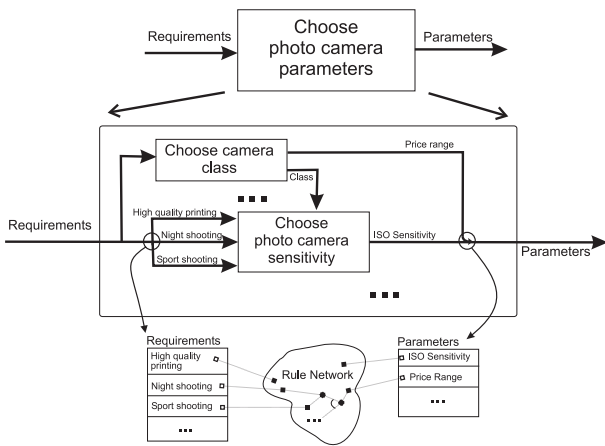 Requirements
Choose
photo camera
parameters
Parameters
Choose camera
class
Price range
Class
High quality printing
Requirements
Night shooting
Choose
photo camera
sensitivity
ISO Sensitivity
Sport shooting
Parameters
Requirements
High quality
printing
Night shooting
Sport shooting
Rule Network
Parameters
ISO Sensitivity
Price Range